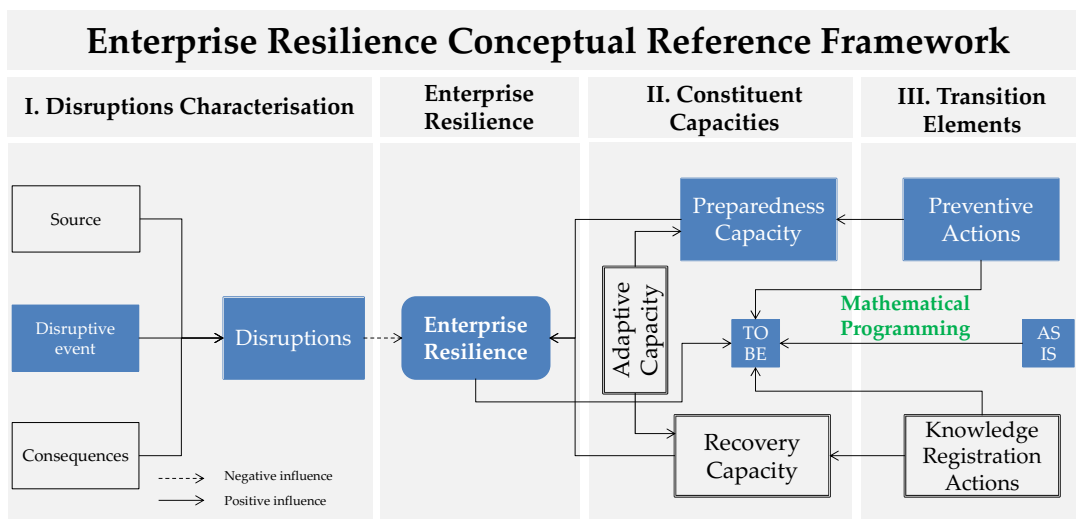 Enterprise Resilience Conceptual Reference Framework
I. Disruptions Characterisation
Enterprise
Resilience
II. Constituent
Capacities
III. Transition
Elements
Source
Disruptive
event
Consequences
Disruptions
Negative influence
Positive influence
Enterprise
Resilience
Adaptive
Capacity
Preparedness
Capacity
TO
BE
Recovery
Capacity
Preventive
Actions
Mathematical
Programming
AS
IS
Knowledge
Registration
Actions